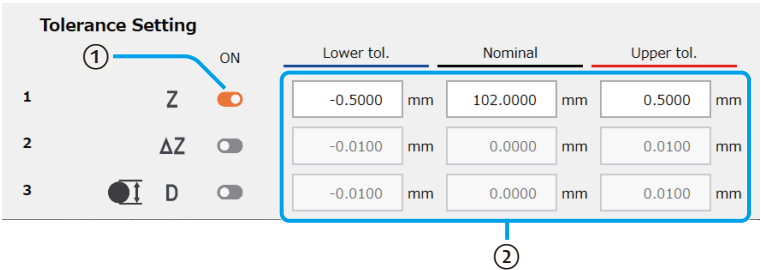 Tolerance Setting
① ON Lower tol. Nominal Upper tol.
1 Z -0.5000 mm 102.0000 mm 0.5000 mm
2 ΔZ -0.0100 mm 0.0000 mm 0.0100 mm
3 D -0.0100 mm 0.0000 mm 0.0100 mm
②